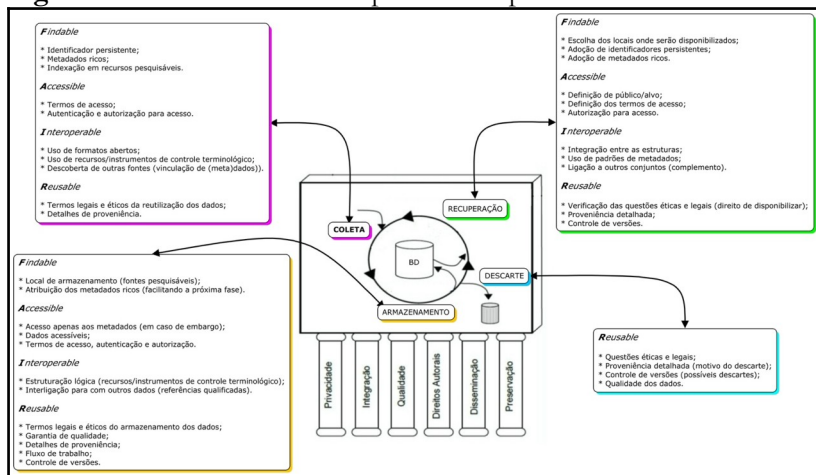 Findable
* Identificador persistente;
* Metadados ricos;
* Indexação em recursos pesquisáveis.
Accessible
* Termos de acesso;
* Autenticação e autorização para acesso.
Interoperable
* Uso de formatos abertos;
* Uso de recursos/instrumentos de controle terminológico;
* Descoberta de outras fontes (vinculação de (meta)dados)).
Reusable
* Termos legais e éticos da reutilização dos dados;
* Detalhes de proveniência.
Findable
* Escolha dos locais onde serão disponibilizados;
* Adoção de identificadores persistentes;
* Adoção de metadados ricos.
Accessible
* Definição de público/alvo;
* Definição dos termos de acesso;
* Autorização para acesso.
Interoperable
* Integração entre as estruturas;
* Uso de padrões de metadados;
* Ligação a outros conjuntos (complemento).
Reusable
* Verificação das questões éticas e legais (direito de disponibilizar);
* Proveniência detalhada;
* Controle de versões.
RECUPERAÇÃO
COLETA
BD
DESCARTE
ARMAZENAMENTO
Findable
* Local de armazenamento (fontes pesquisáveis);
* Atribuição dos metadados ricos (facilitando a próxima fase).
Accessible
* Acesso apenas aos metadados (em caso de embargo);
* Dados acessíveis;
* Termos de acesso, autenticação e autorização.
Interoperable
* Estruturação lógica (recursos/instrumentos de controle terminológico);
* Interligação para com outros dados (referências qualificadas).
Reusable
* Termos legais e éticos do armazenamento dos dados;
* Garantia de qualidade;
* Detalhes de proveniência;
* Fluxo de trabalho;
* Controle de versões.
Privacidade
Integração
Qualidade
Direitos Autorais
Disseminação
Preservação
Reusable
* Questões éticas e legais;
* Proveniência detalhada (motivo do descarte);
* Controle de versões (possíveis descartes);
* Qualidade dos dados.